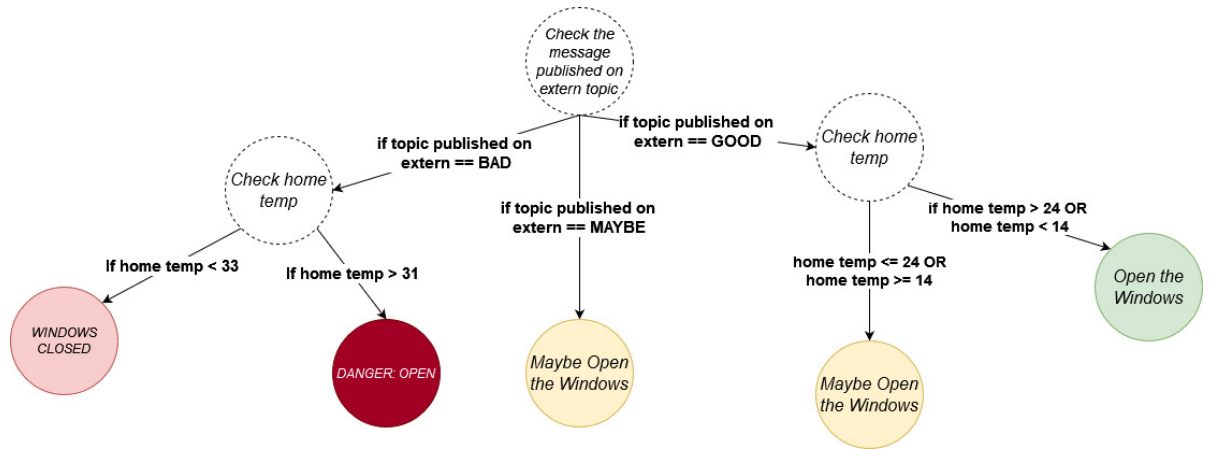 Check the
message
published on
extern topic
if topic published on
extern == BAD
if topic published on
extern == GOOD
Check home
temp
Check home
temp
if topic published on
extern == MAYBE
if home temp > 24 OR
home temp < 14
If home temp < 33
If home temp > 31
home temp <= 24 OR
home temp >= 14
Open the
Windows
WINDOWS
CLOSED
DANGER: OPEN
Maybe Open
the Windows
Maybe Open
the Windows